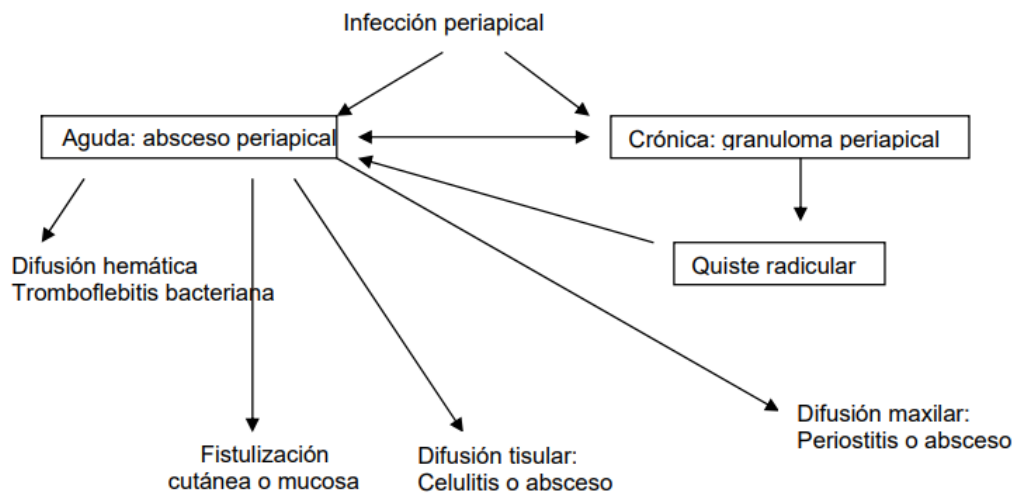 Infección periapical
Aguda: absceso periapical
Crónica: granuloma periapical
Difusión hemática
Tromboflebitis bacteriana
Quiste radicular
Difusión maxilar:
Periostitis o absceso
Fistulización
cutánea o mucosa
Difusión tisular:
Celulitis o absceso